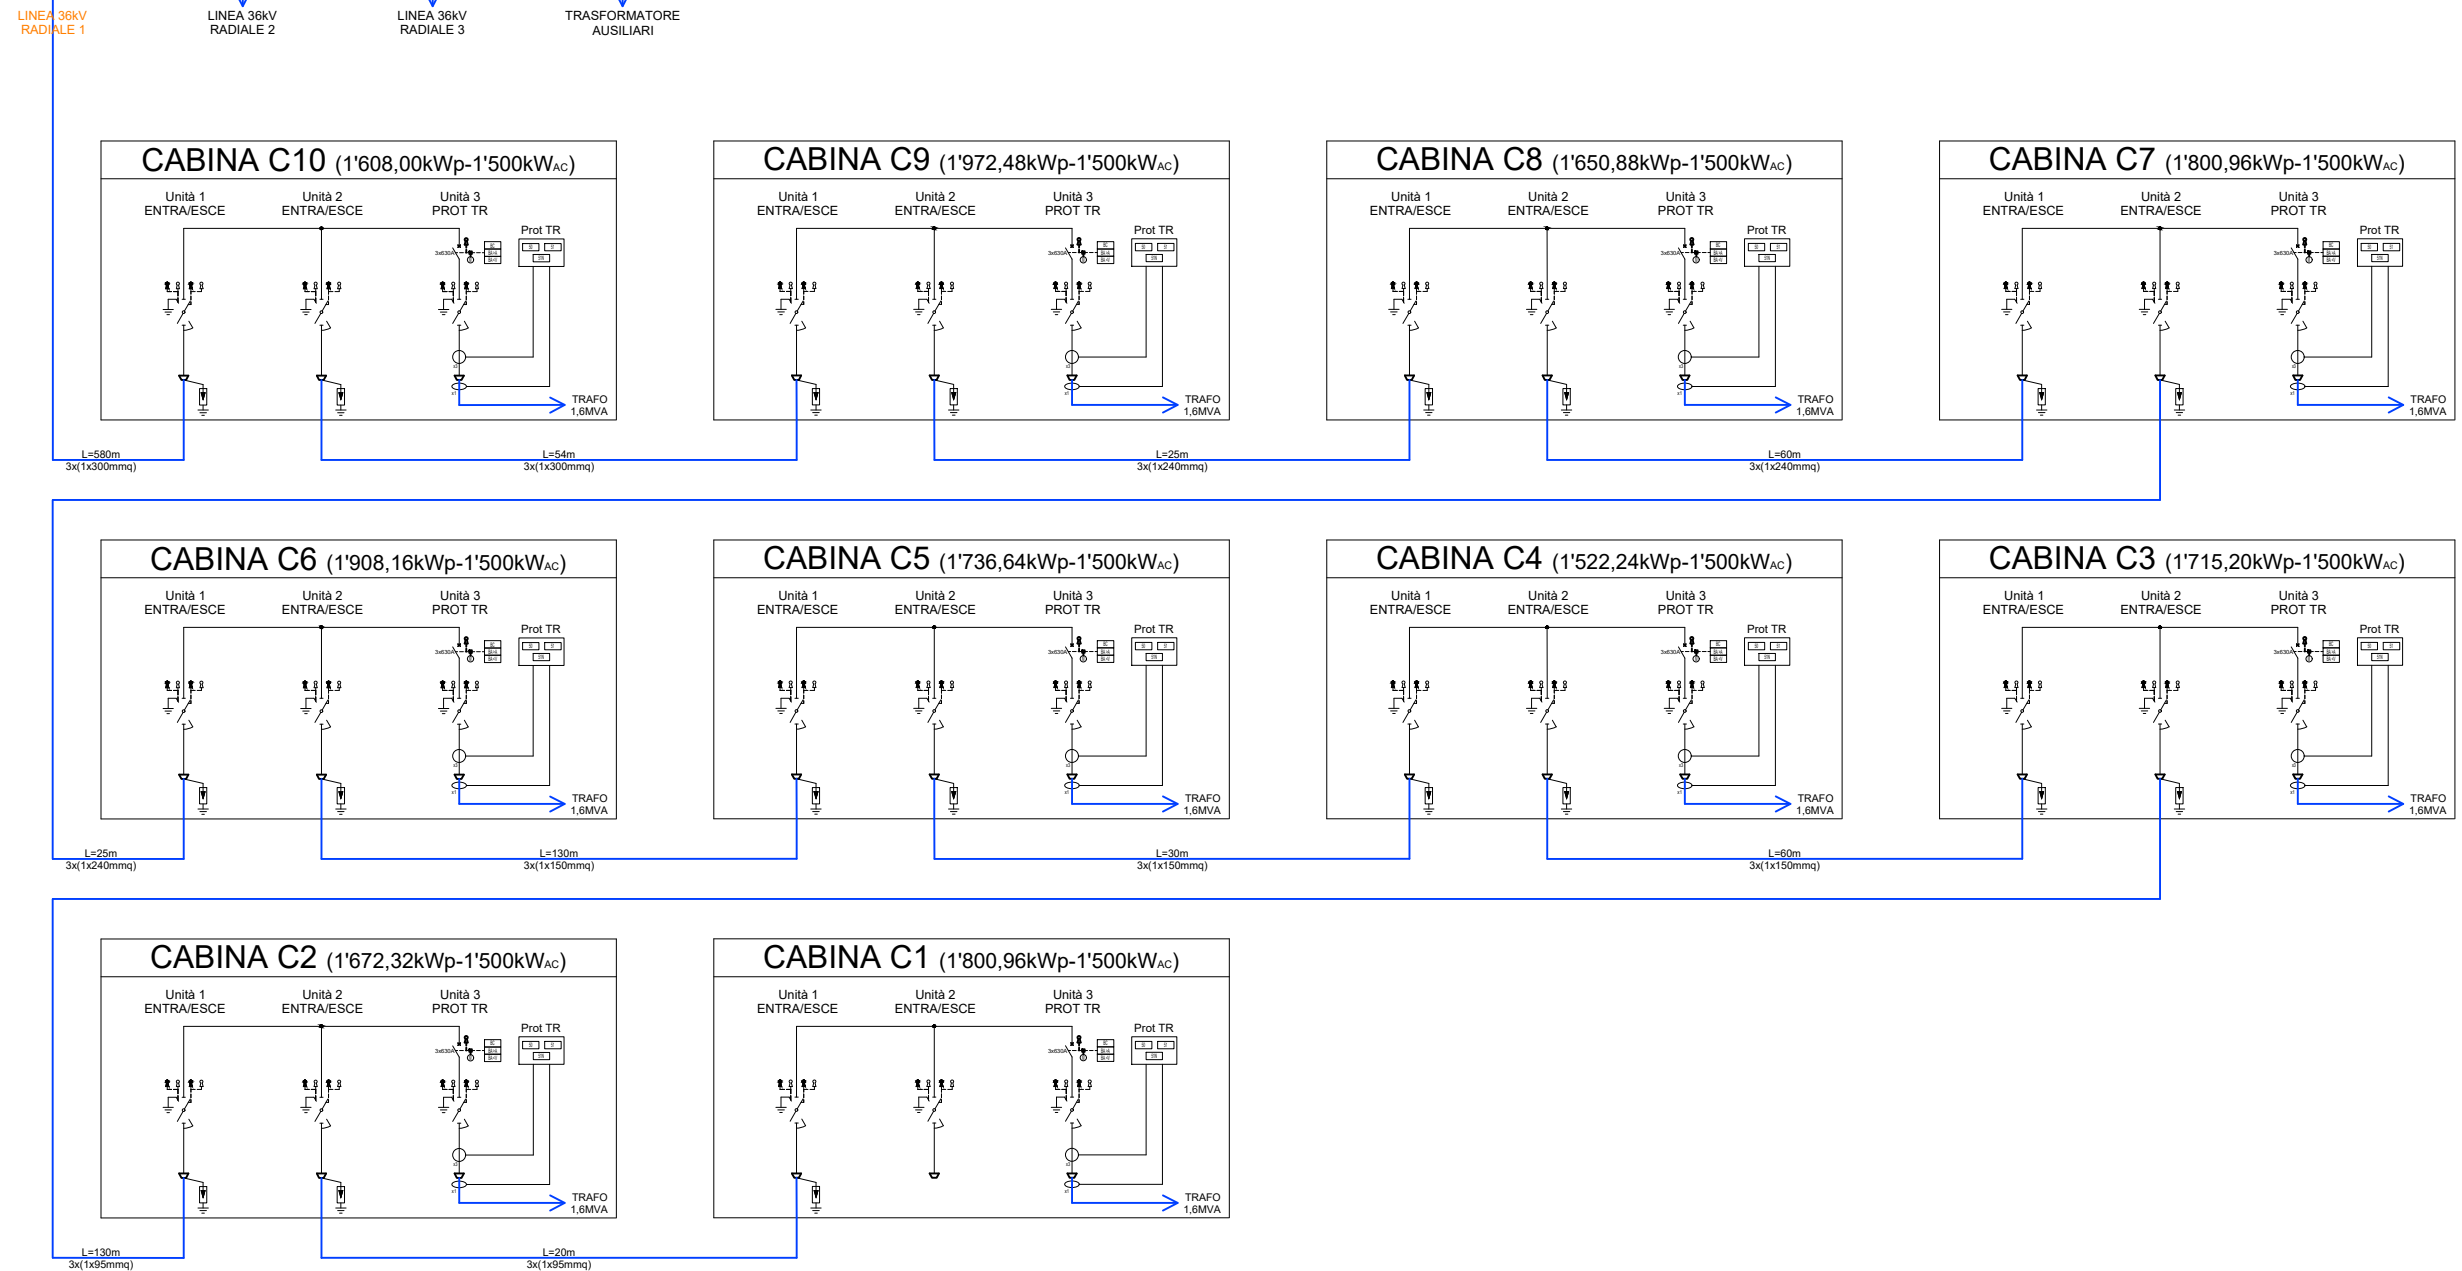 LINEA 36kV
RADIALE 1
LINEA 36kV
RADIALE 2
LINEA 36kV
RADIALE 3
TRASFORMATORE
AUSILIARI
CABINA C10 (1'608,00kWp-1'500kWAC)
Unità 1
ENTRA/ESCE
Unità 2
ENTRA/ESCE
Unità 3
PROT TR
Prot TR
3x630A
TRAFO
1,6MVA
L=580m
3x(1x300mmq)
CABINA C9 (1'972,48kWp-1'500kWAC)
Unità 1
ENTRA/ESCE
Unità 2
ENTRA/ESCE
Unità 3
PROT TR
Prot TR
3x630A
TRAFO
1,6MVA
L=54m
3x(1x300mmq)
CABINA C8 (1'650,88kWp-1'500kWAC)
Unità 1
ENTRA/ESCE
Unità 2
ENTRA/ESCE
Unità 3
PROT TR
Prot TR
3x630A
TRAFO
1,6MVA
L=25m
3x(1x240mmq)
CABINA C7 (1'800,96kWp-1'500kWAC)
Unità 1
ENTRA/ESCE
Unità 2
ENTRA/ESCE
Unità 3
PROT TR
Prot TR
3x630A
TRAFO
1,6MVA
L=60m
3x(1x240mmq)
CABINA C6 (1'908,16kWp-1'500kWAC)
Unità 1
ENTRA/ESCE
Unità 2
ENTRA/ESCE
Unità 3
PROT TR
Prot TR
3x630A
TRAFO
1,6MVA
L=25m
3x(1x240mmq)
CABINA C5 (1'736,64kWp-1'500kWAC)
Unità 1
ENTRA/ESCE
Unità 2
ENTRA/ESCE
Unità 3
PROT TR
Prot TR
3x630A
TRAFO
1,6MVA
L=130m
3x(1x150mmq)
CABINA C4 (1'522,24kWp-1'500kWAC)
Unità 1
ENTRA/ESCE
Unità 2
ENTRA/ESCE
Unità 3
PROT TR
Prot TR
3x630A
TRAFO
1,6MVA
L=30m
3x(1x150mmq)
CABINA C3 (1'715,20kWp-1'500kWAC)
Unità 1
ENTRA/ESCE
Unità 2
ENTRA/ESCE
Unità 3
PROT TR
Prot TR
3x630A
TRAFO
1,6MVA
L=60m
3x(1x150mmq)
CABINA C2 (1'672,32kWp-1'500kWAC)
Unità 1
ENTRA/ESCE
Unità 2
ENTRA/ESCE
Unità 3
PROT TR
Prot TR
3x630A
TRAFO
1,6MVA
L=130m
3x(1x95mmq)
CABINA C1 (1'800,96kWp-1'500kWAC)
Unità 1
ENTRA/ESCE
Unità 2
ENTRA/ESCE
Unità 3
PROT TR
Prot TR
3x630A
TRAFO
1,6MVA
L=20m
3x(1x95mmq)